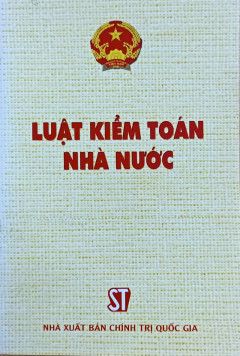 LUẬT KIỂM TOÁN
NHÀ NƯỚC
ST
NHÀ XUẤT BẢN CHÍNH TRỊ QUỐC GIA